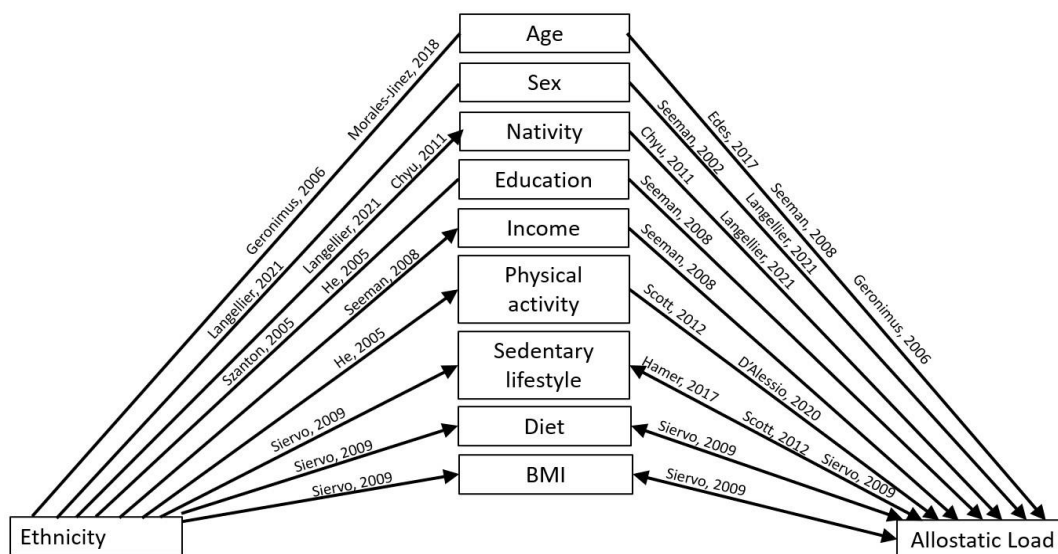 Age
Sex
Nativity
Education
Income
Physical
activity
Sedentary
lifestyle
Diet
BMI
Ethnicity
Allostatic Load
Geronimus, 2006
Morales-Jinez, 2018
Langellier, 2021
Langellier, 2021
Chyu, 2011
Szanton, 2005
He, 2005
Seeman, 2008
He, 2005
Siervo, 2009
Siervo, 2009
Siervo, 2009
Edes, 2017
Seeman, 2008
Geronimus, 2006
Seeman, 2002
Langellier, 2021
Chyu, 2011
Langellier, 2021
Seeman, 2008
Seeman, 2008
Scott, 2012
D'Alessio, 2020
Hamer, 2017
Scott, 2012
Siervo, 2009
Siervo, 2009
Siervo, 2009